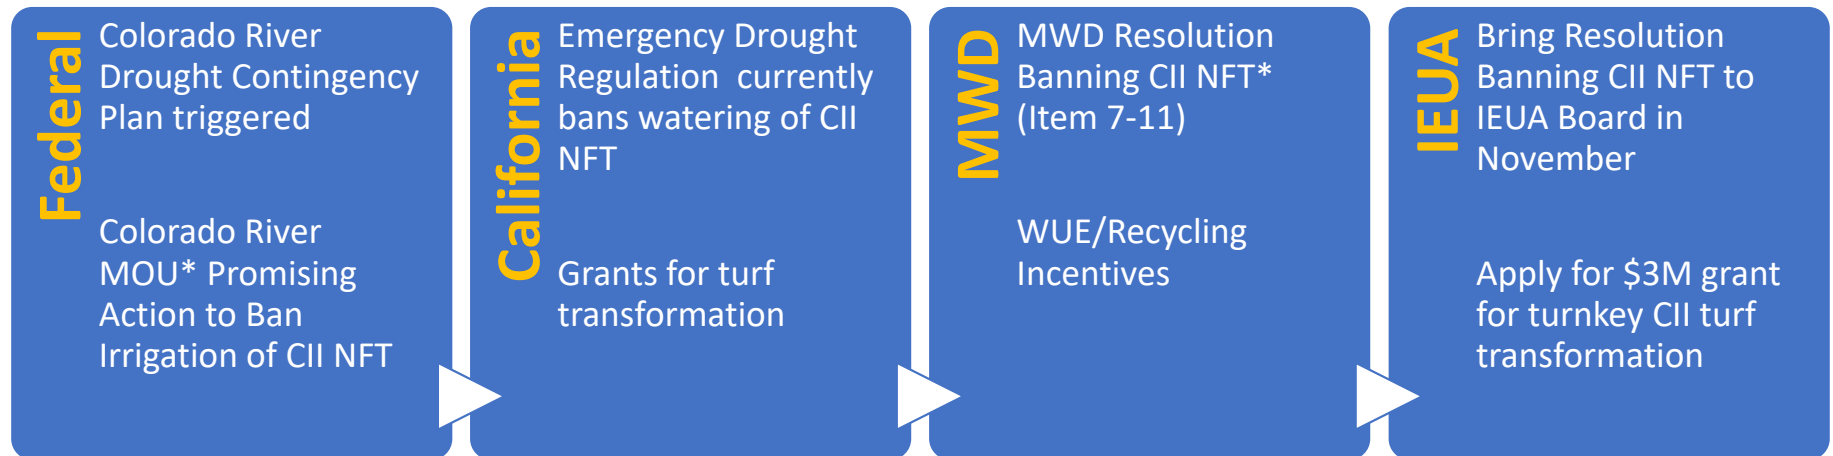 Federal
Colorado River
Drought Contingency
Plan triggered
Colorado River
MOU* Promising
Action to Ban
Irrigation of CII NFT
California
Emergency Drought
Regulation currently
bans watering of CII
NFT
Grants for turf
transformation
MWD
MWD Resolution
Banning CII NFT*
(Item 7-11)
WUE/Recycling
Incentives
IEUA
Bring Resolution
Banning CII NFT to
IEUA Board in
November
Apply for $3M grant
for turnkey CII turf
transformation